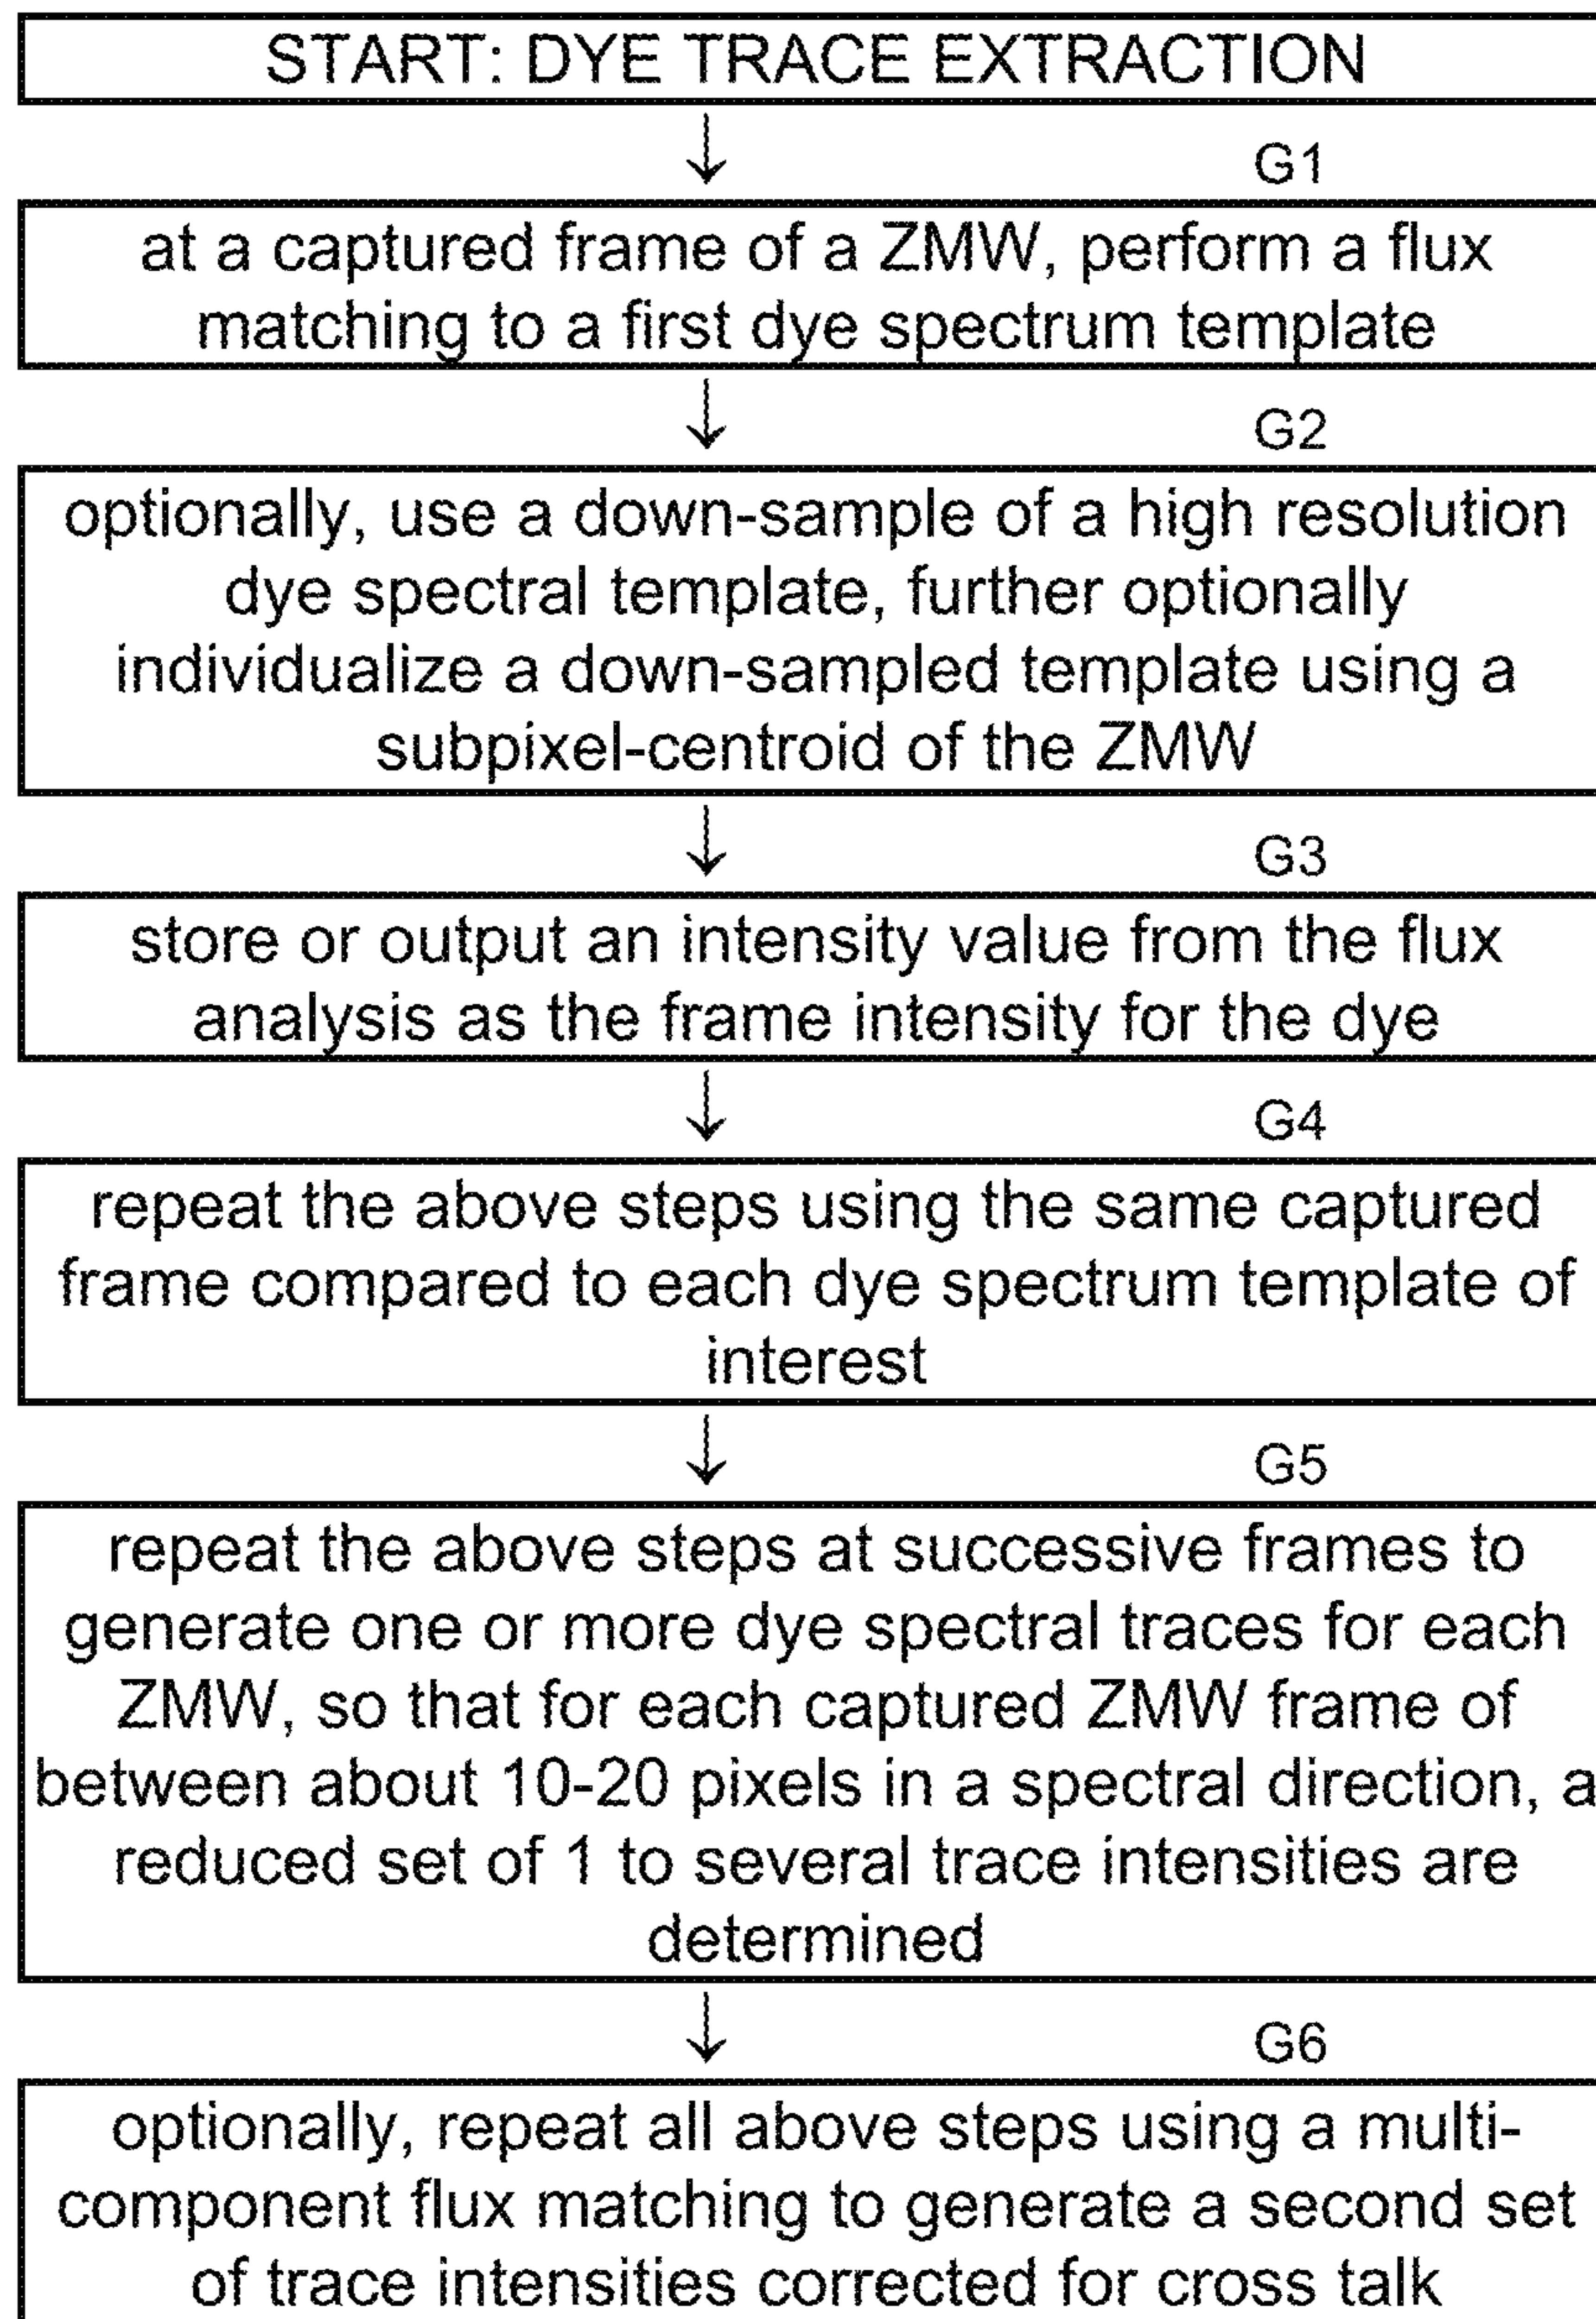 START: DYE TRACE EXTRACTION
G1
at a captured frame of a ZMW, perform a flux
matching to a first dye spectrum template
G2
optionally, use a down-sample of a high resolution
dye spectral template, further optionally
individualize a down-sampled template using a
subpixel-centroid of the ZMW
G3
store or output an intensity value from the flux
analysis as the frame intensity for the dye
G4
repeat the above steps using the same captured
frame compared to each dye spectrum template of
interest
G5
repeat the above steps at successive frames to
generate one or more dye spectral traces for each
ZMW, so that for each captured ZMW frame of
between about 10-20 pixels in a spectral direction, a
reduced set of 1 to several trace intensities are
determined
G6
optionally, repeat all above steps using a multi-
component flux matching to generate a second set
of trace intensities corrected for cross talk